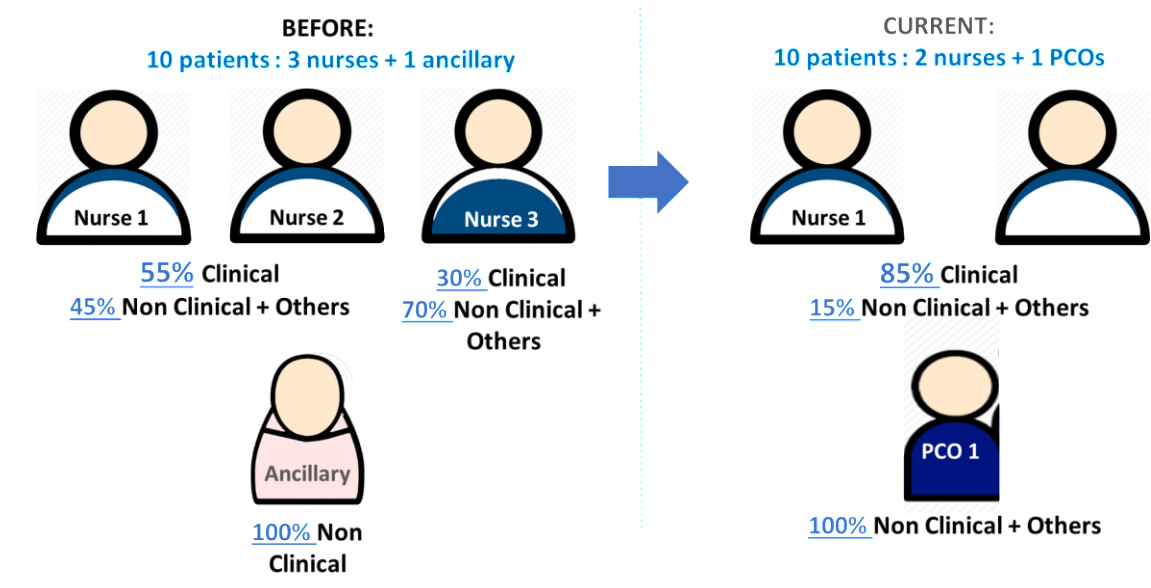 BEFORE:
10 patients : 3 nurses + 1 ancillary
Nurse 1
Nurse 2
Nurse 3
55% Clinical
45% Non Clinical + Others
30% Clinical
70% Non Clinical +
Others
Ancillary
100% Non
Clinical
CURRENT:
10 patients : 2 nurses + 1 PCOs
Nurse 1
85% Clinical
15% Non Clinical + Others
PCO 1
100% Non Clinical + Others